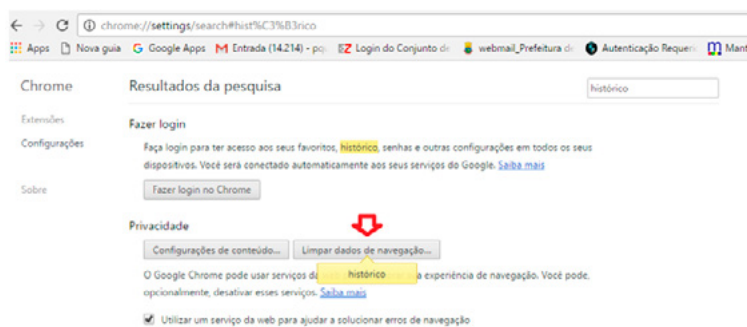 chrome://settings/search#hist%C3%B3rico
Apps Nova guia Google Apps Entrada (14.214) - po Login do Conjunto de webmail_Prefeitura d Autenticação Requeri Mant
Chrome Resultados da pesquisa histórico
Extensões Fazer login
Configurações Faça login para ter acesso aos seus favoritos, histórico, senhas e outras configurações em todos os seus
dispositivos. Você será conectado automaticamente aos seus serviços do Google. Saiba mais
Sobre Fazer login no Chrome
Privacidade
Configurações de conteúdo... Limpar dados de navegação...
O Google Chrome pode usar serviços da histórico a experiência de navegação. Você pode,
opcionalmente, desativar esses serviços. Saiba mais
Utilizar um serviço da web para ajudar a solucionar erros de navegação